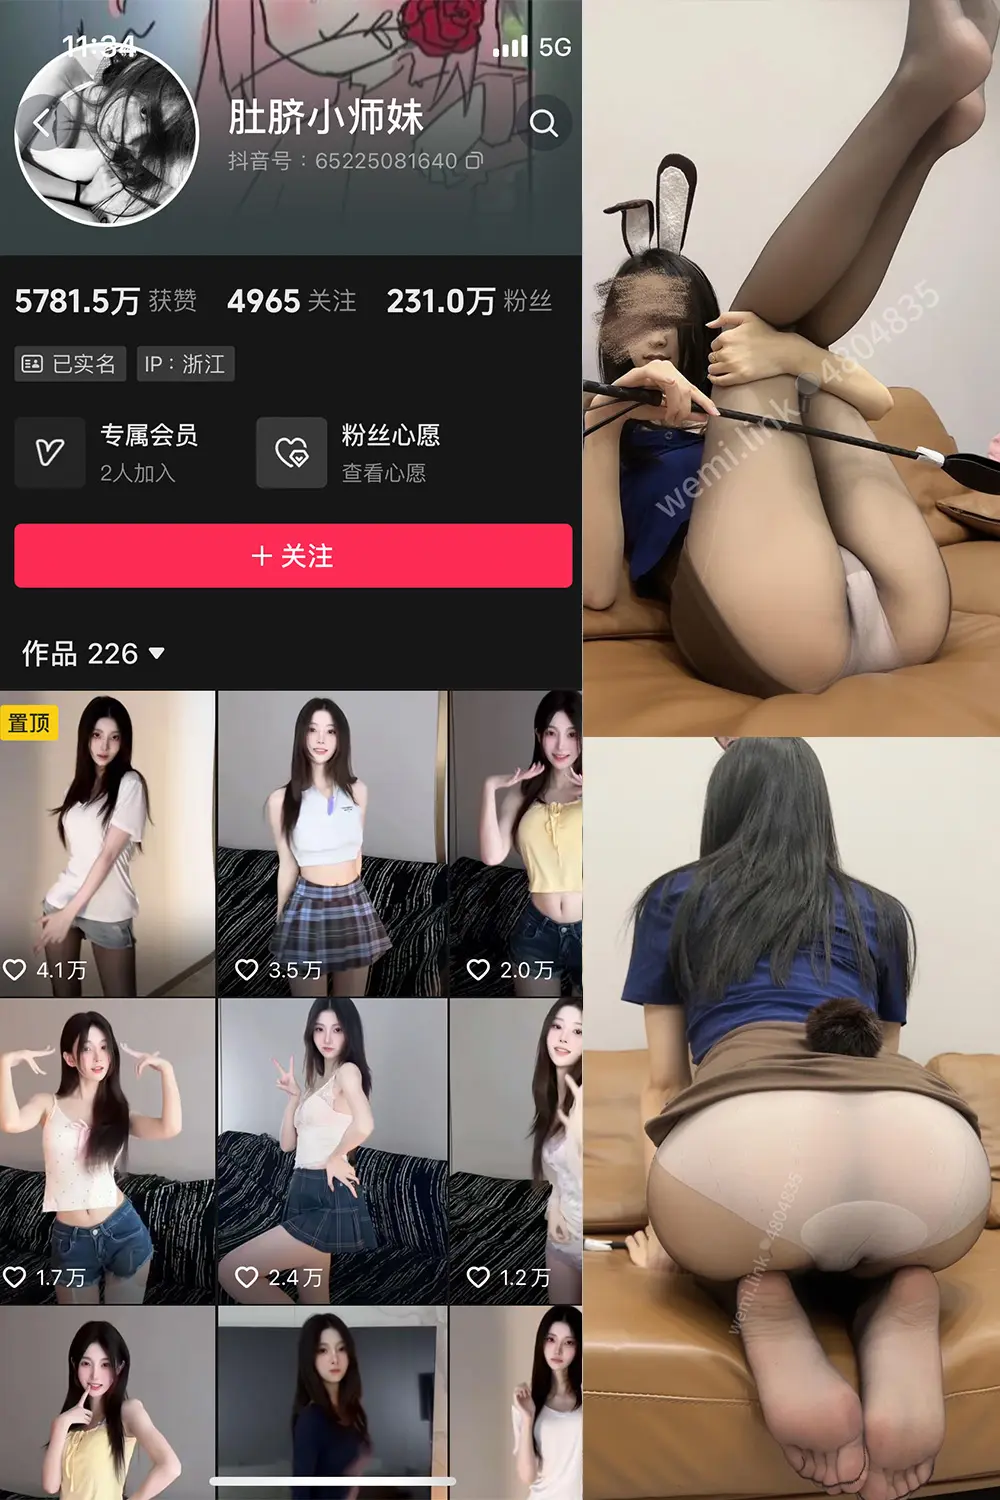 11:34
5G
肚脐小师妹
抖音号：65225081640
5781.5万 获赞 4965 关注 231.0万 粉丝
已实名 IP：浙江
专属会员
2人加入
粉丝心愿
查看心愿
＋ 关注
作品 226
置顶
4.1万
3.5万
2.0万
1.7万
2.4万
1.2万
wemi.link 4804835
wemi.link 4804835